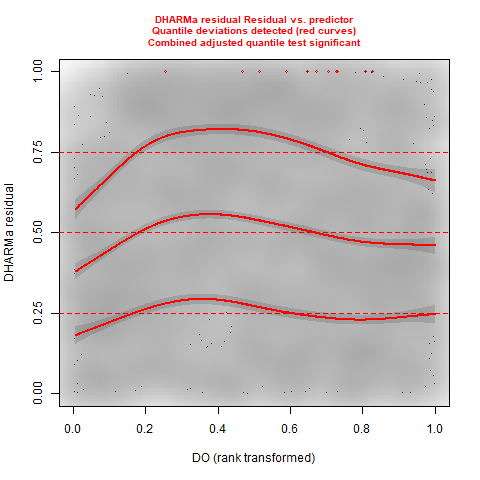 DHARMa residual Residual vs. predictor
Quantile deviations detected (red curves)
Combined adjusted quantile test significant
DHARMa residual
1.00
0.75
0.50
0.25
0.00
0.0 0.2 0.4 0.6 0.8 1.0
DO (rank transformed)